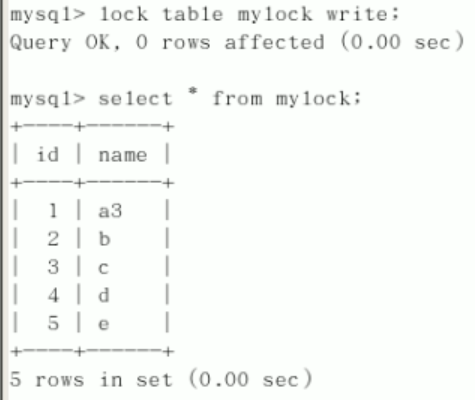 mysql> lock table mylock write;
Query OK, 0 rows affected (0.00 sec)
mysql> select * from mylock;
+----+------+
| id | name |
+----+------+
|  1 | a3   |
|  2 | b    |
|  3 | c    |
|  4 | d    |
|  5 | e    |
+----+------+
5 rows in set (0.00 sec)